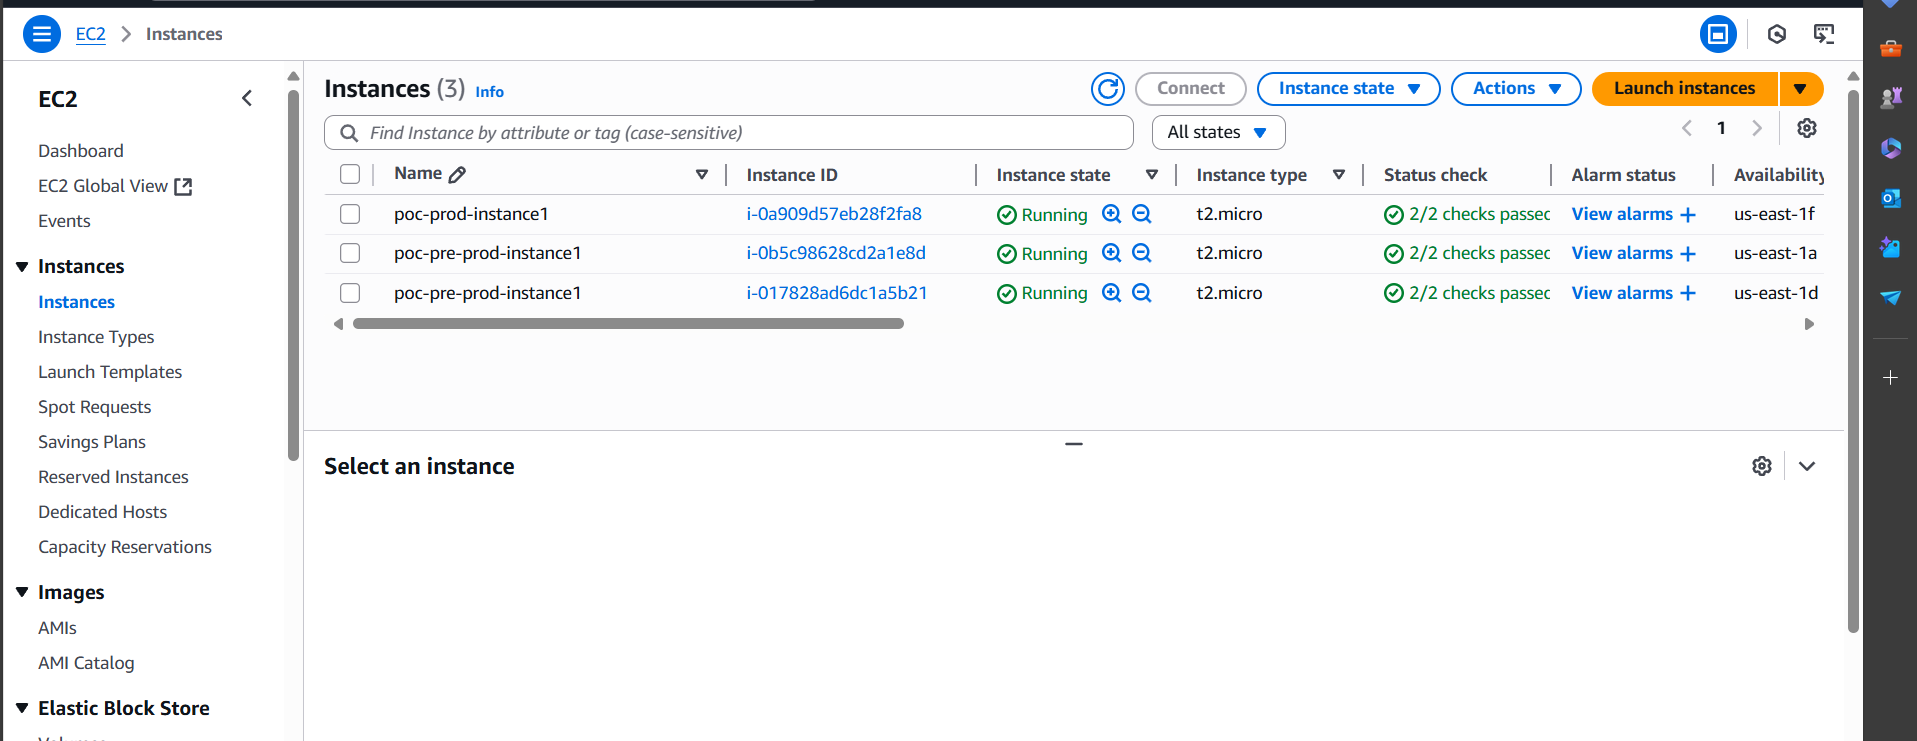 EC2 > Instances
EC2
Dashboard
EC2 Global View
Events
Instances
Instances
Instance Types
Launch Templates
Spot Requests
Savings Plans
Reserved Instances
Dedicated Hosts
Capacity Reservations
Images
AMIs
AMI Catalog
Elastic Block Store
Instances (3) Info
Connect Instance state Actions Launch instances
Find Instance by attribute or tag (case-sensitive) All states 1
Name Instance ID Instance state Instance type Status check Alarm status Availability
poc-prod-instance1 i-0a909d57eb28f2fa8 Running t2.micro 2/2 checks passed View alarms + us-east-1f
poc-pre-prod-instance1 i-0b5c98628cd2a1e8d Running t2.micro 2/2 checks passed View alarms + us-east-1a
poc-pre-prod-instance1 i-017828ad6dc1a5b21 Running t2.micro 2/2 checks passed View alarms + us-east-1d
Select an instance